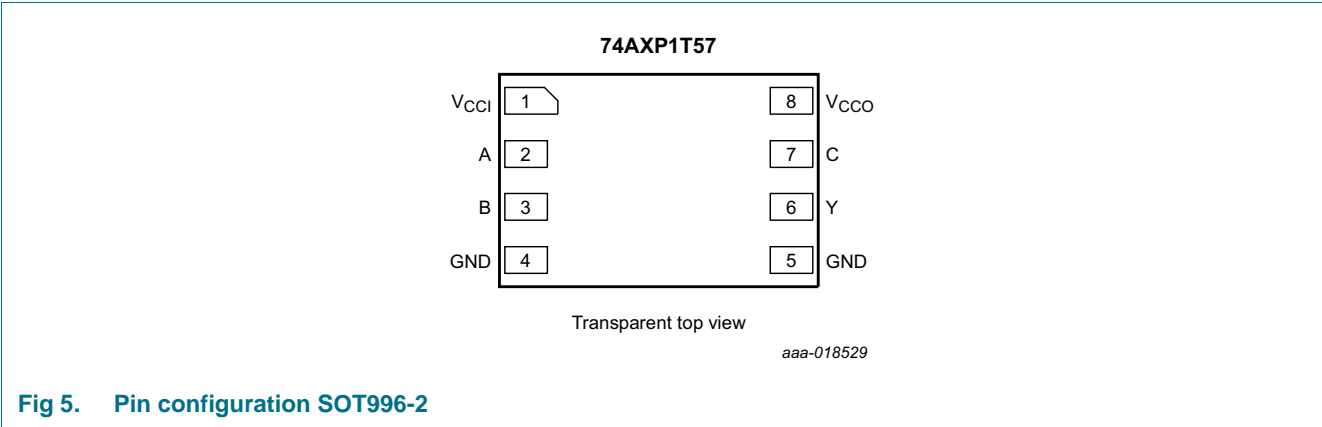 74AXP1T57
VCCI 1 8 VCCO
A 2 7 C
B 3 6 Y
GND 4 5 GND
Transparent top view
aaa-018529
Fig 5. Pin configuration SOT996-2